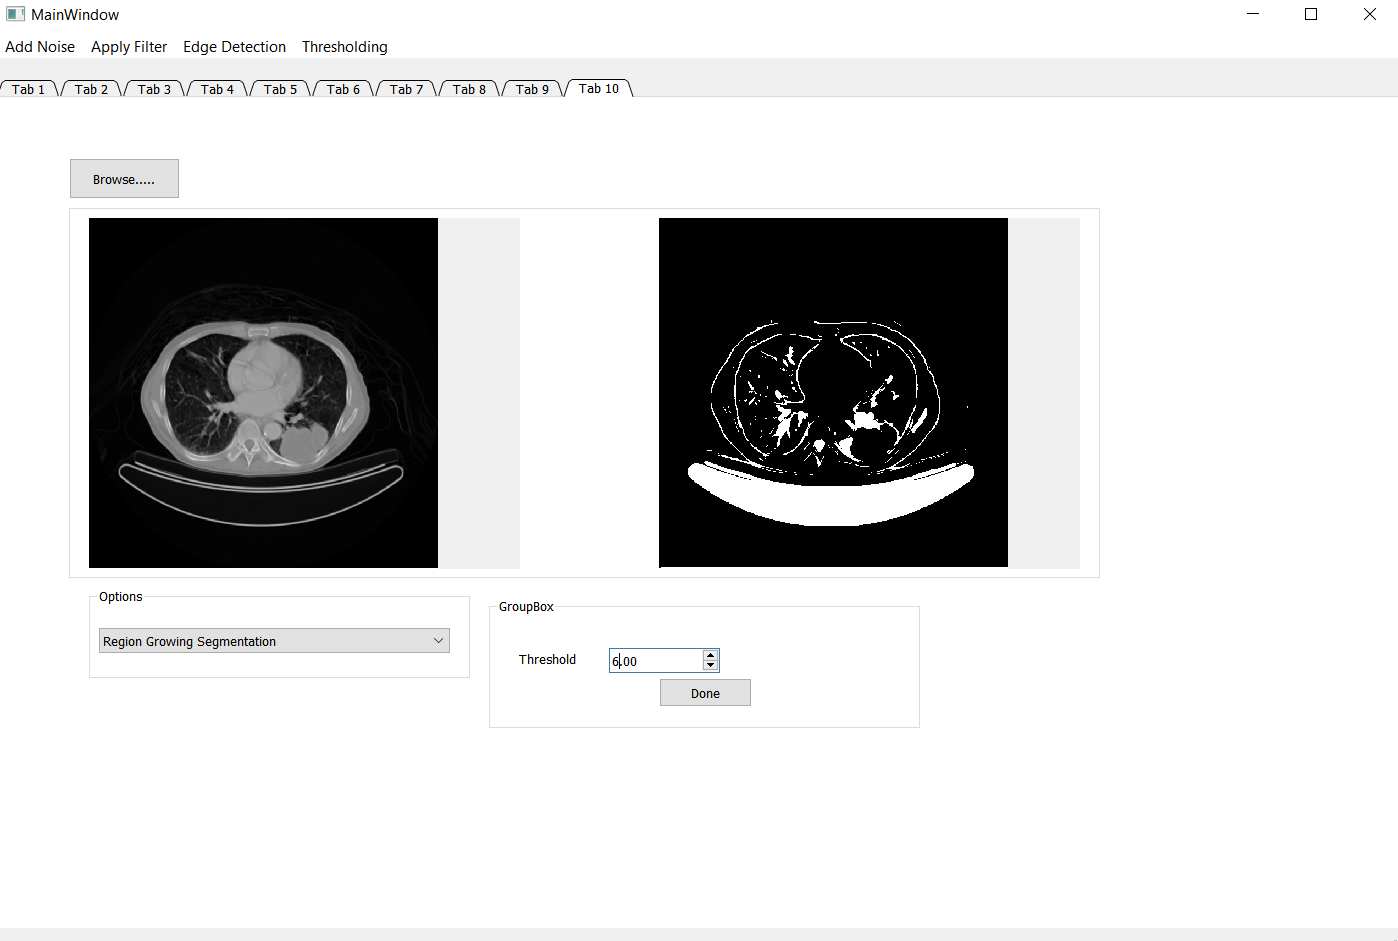 MainWindow
Add Noise Apply Filter Edge Detection Thresholding
Tab 1 Tab 2 Tab 3 Tab 4 Tab 5 Tab 6 Tab 7 Tab 8 Tab 9 Tab 10
Browse.....
Options
Region Growing Segmentation
GroupBox
Threshold 6.00
Done